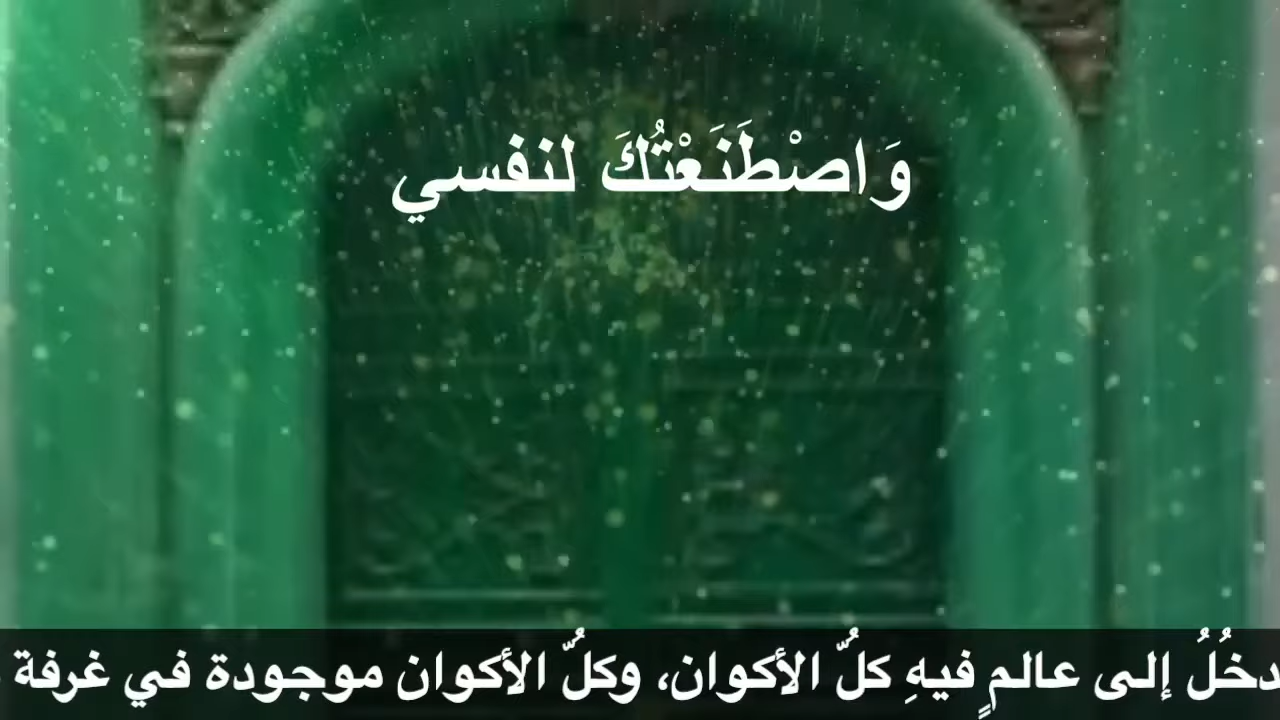 وَاصْطَنَعْتُكَ لنفسي
دخُلُ إلى عالمٍ فيهِ كلُّ الأكوان، وكلُّ الأكوان موجودة في غرفة